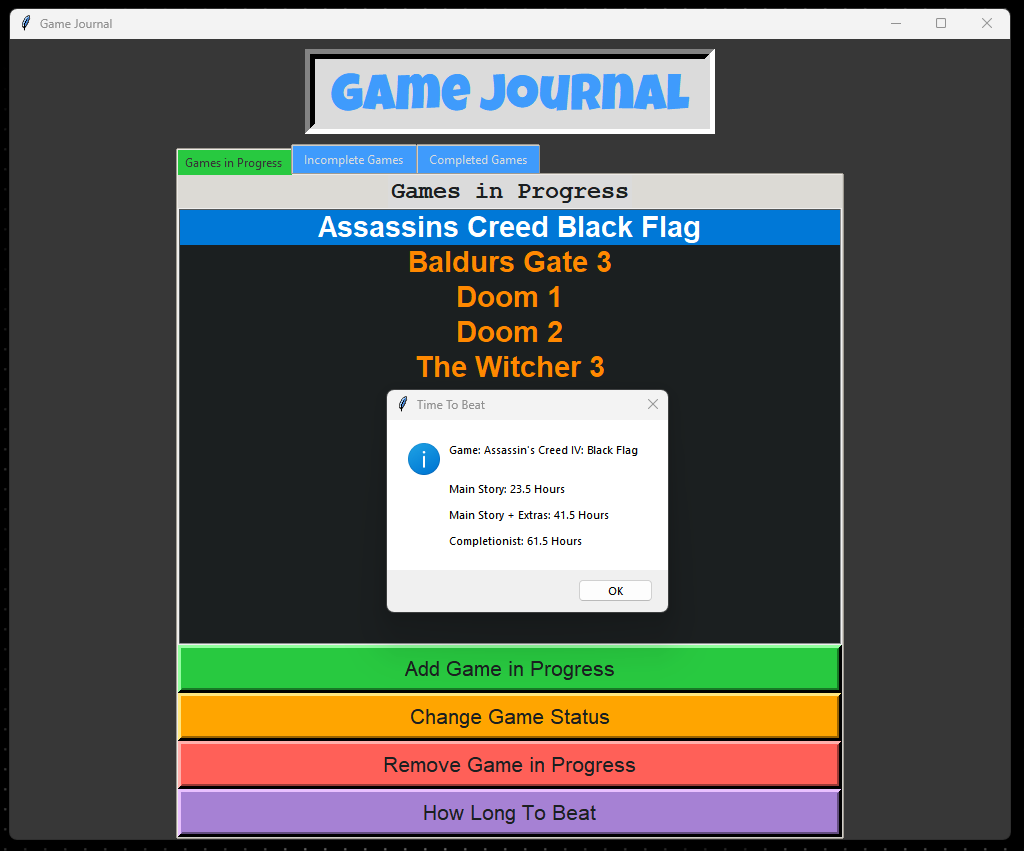 Game Journal
GAMe JOURNAL
Games in Progress
Incomplete Games
Completed Games
Games in Progress
Assassins Creed Black Flag
Baldurs Gate 3
Doom 1
Doom 2
The Witcher 3
Time To Beat
Game: Assassin's Creed IV: Black Flag
Main Story: 23.5 Hours
Main Story + Extras: 41.5 Hours
Completionist: 61.5 Hours
OK
Add Game in Progress
Change Game Status
Remove Game in Progress
How Long To Beat